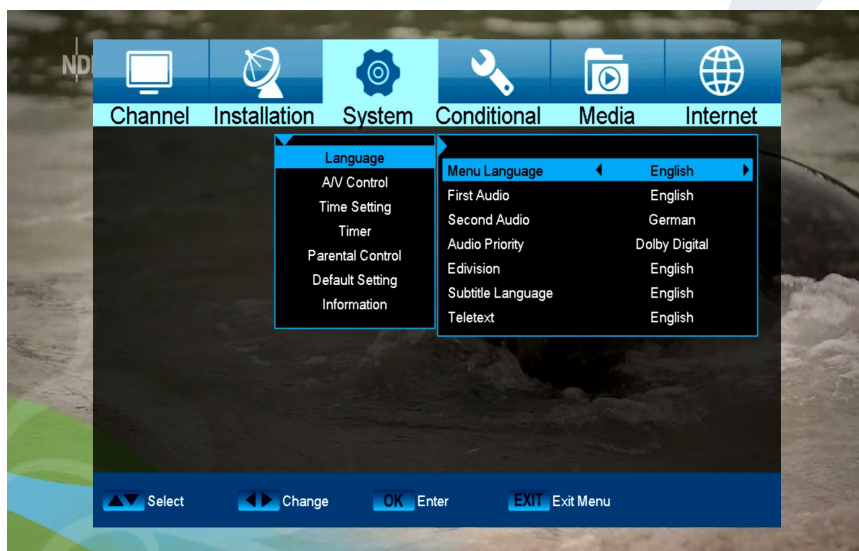 ND
Channel Installation System Conditional Media Internet
Language
A/V Control
Time Setting
Timer
Parental Control
Default Setting
Information
Menu Language English
First Audio English
Second Audio German
Audio Priority Dolby Digital
Edivision English
Subtitle Language English
Teletext English
Select Change OK Enter EXIT Exit Menu